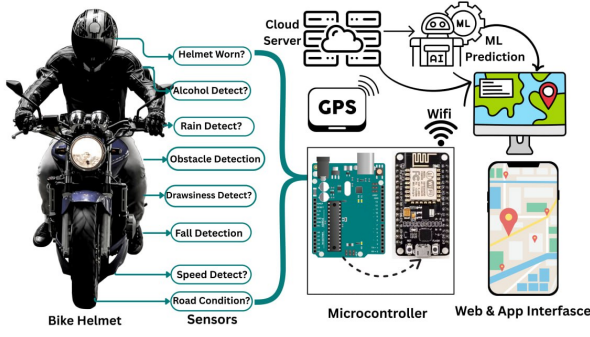 Cloud
Server
ML
AI
ML
Prediction
Helmet Worn?
Alcohol Detect?
Rain Detect?
Obstacle Detection
Drawsiness Detect?
Fall Detection
Speed Detect?
Road Condition?
GPS
Wifi
Bike Helmet
Sensors
Microcontroller
Web & App Interfasce